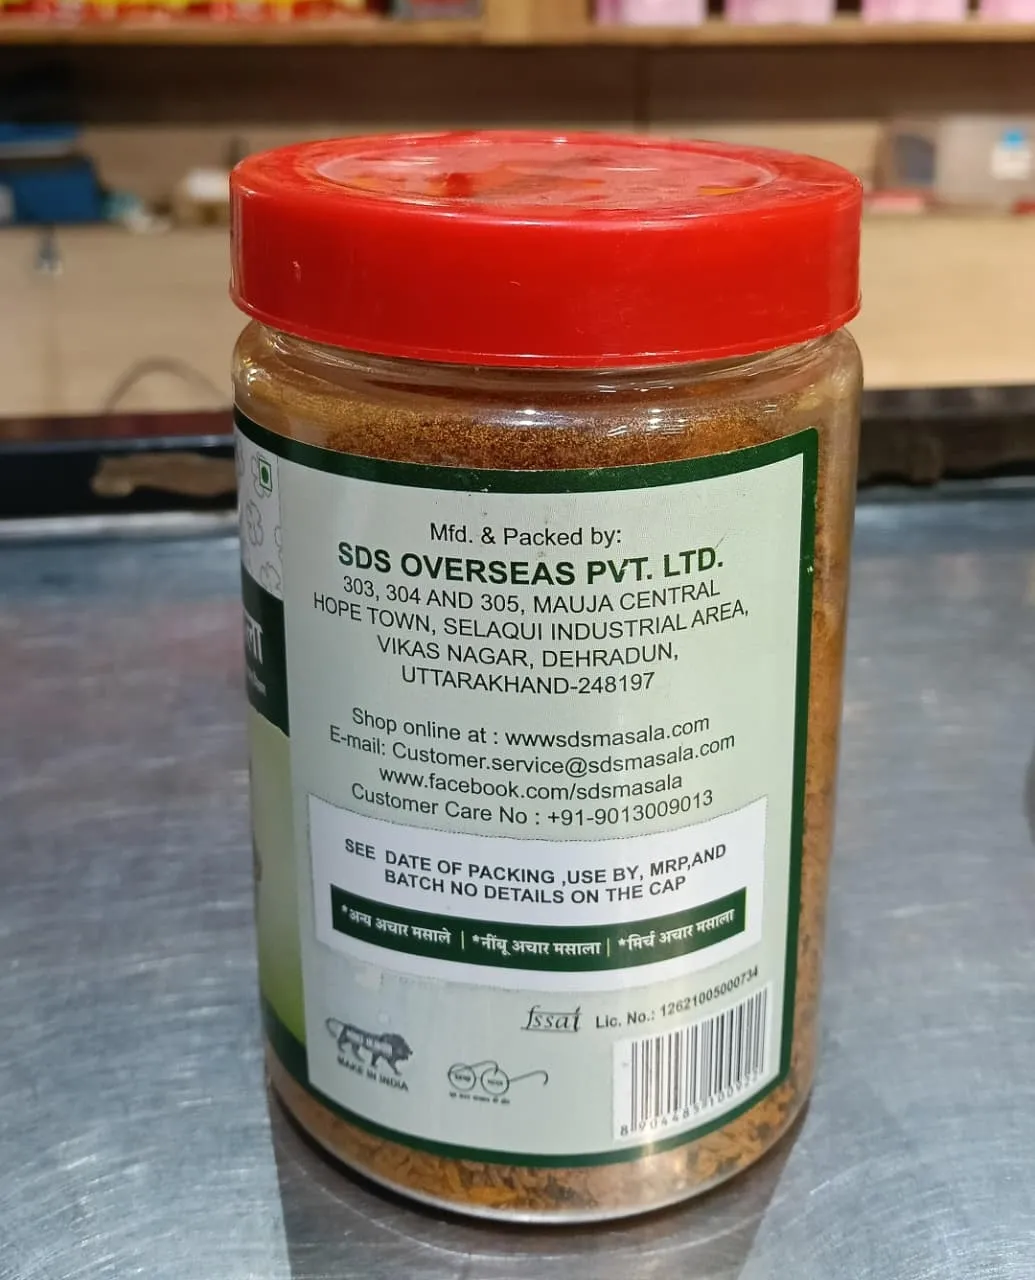 Mfd. & Packed by:
SDS OVERSEAS PVT. LTD.
303, 304 AND 305, MAUJA CENTRAL
HOPE TOWN, SELAQUI INDUSTRIAL AREA,
VIKAS NAGAR, DEHRADUN,
UTTARAKHAND-248197
Shop online at : wwwsdsmasala.com
E-mail: Customer.service@sdsmasala.com
www.facebook.com/sdsmasala
Customer Care No : +91-9013009013
SEE DATE OF PACKING ,USE BY, MRP,AND
BATCH NO DETAILS ON THE CAP
*अन्य अचार मसाले | *नींबू अचार मसाला | *मिर्च अचार मसाला
fssai Lic. No.: 12621005000734
MAKE IN INDIA